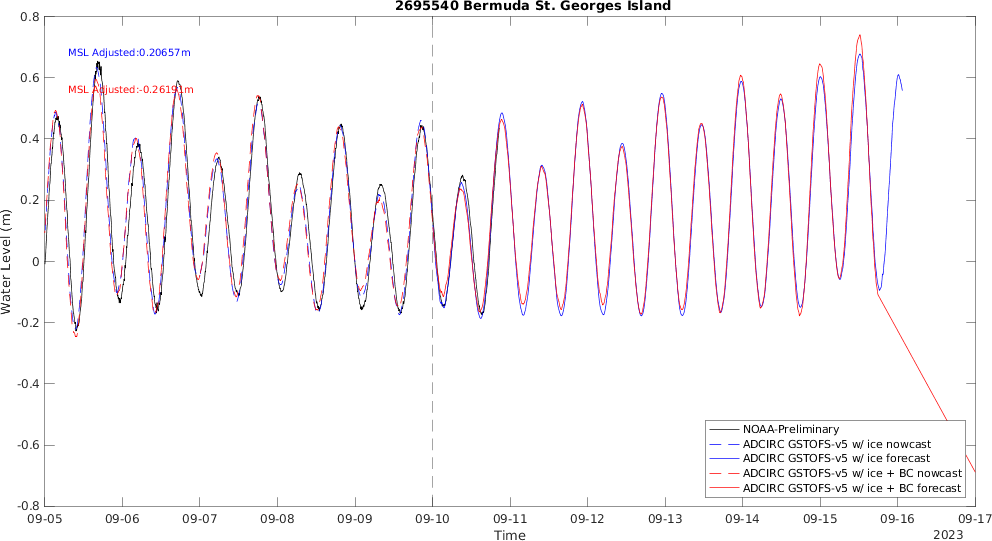 2695540 Bermuda St. Georges Island
MSL Adjusted:0.20657m
MSL Adjusted:-0.26191m
Water Level (m)
0.8
0.6
0.4
0.2
0
-0.2
-0.4
-0.6
-0.8
NOAA-Preliminary
ADCIRC GSTOFS-v5 w/ ice nowcast
ADCIRC GSTOFS-v5 w/ ice forecast
ADCIRC GSTOFS-v5 w/ ice + BC nowcast
ADCIRC GSTOFS-v5 w/ ice + BC forecast
09-05 09-06 09-07 09-08 09-09 09-10 09-11 09-12 09-13 09-14 09-15 09-16 09-17
Time
2023